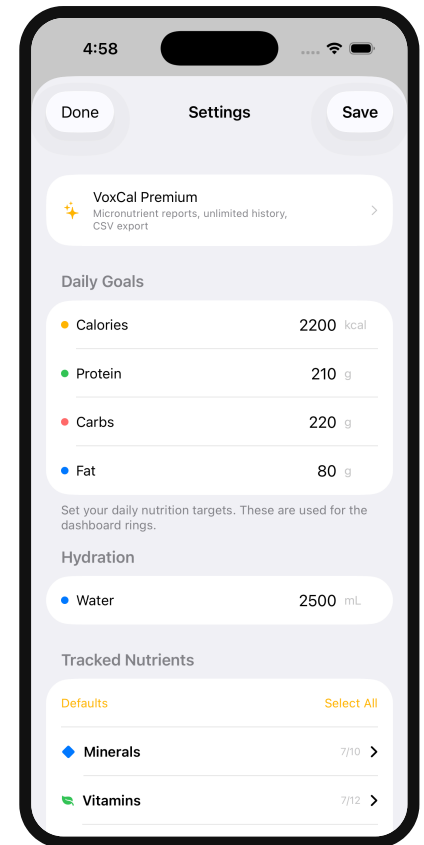 4:58
Done
Settings
Save
VoxCal Premium
Micronutrient reports, unlimited history,
CSV export
Daily Goals
Calories 2200 kcal
Protein 210 g
Carbs 220 g
Fat 80 g
Set your daily nutrition targets. These are used for the
dashboard rings.
Hydration
Water 2500 mL
Tracked Nutrients
Defaults Select All
Minerals 7/10
Vitamins 7/12